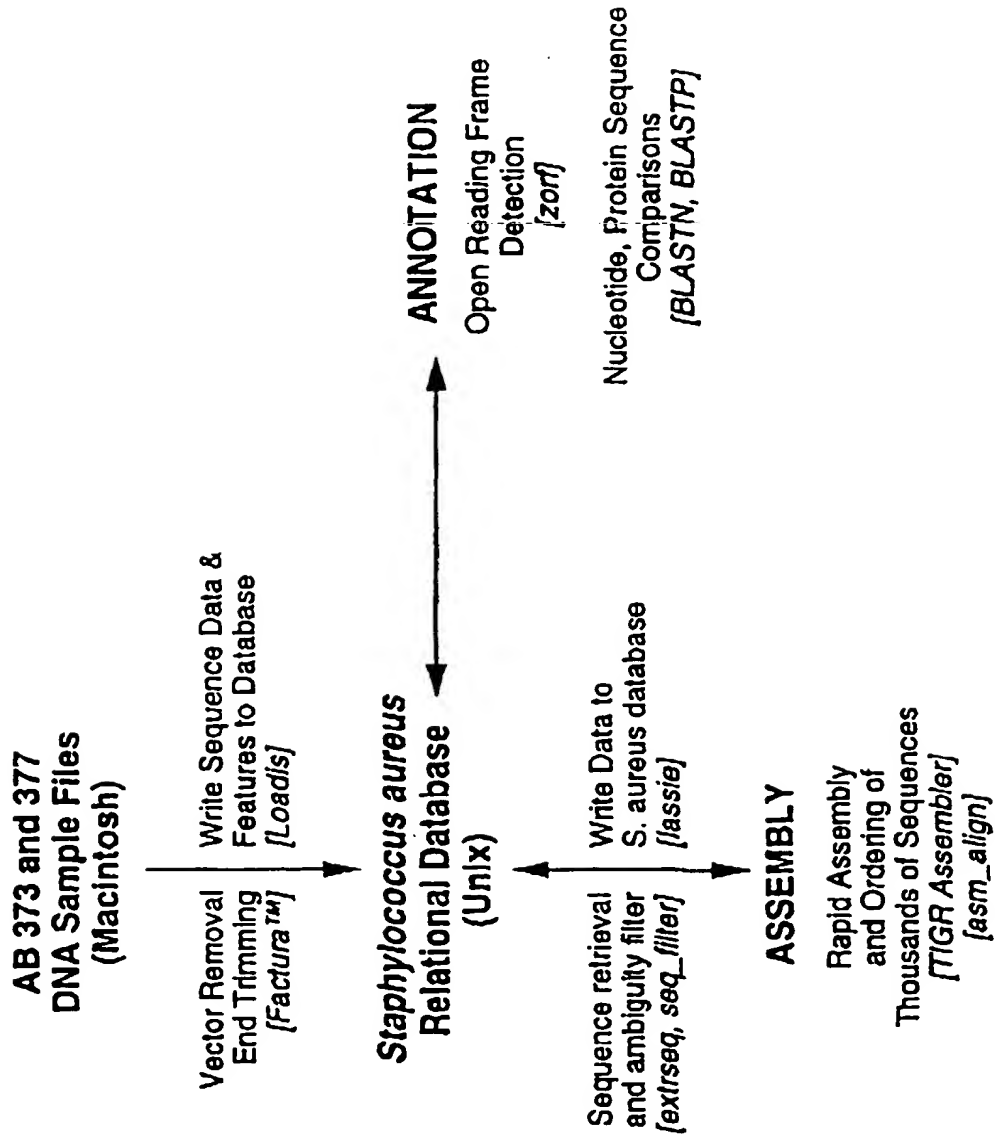 AB 373 and 377
DNA Sample Files
(Macintosh)
Vector Removal
End Trimming
[Factura™]
Write Sequence Data &
Features to Database
[Loadis]
Staphylococcus aureus
Relational Database
(Unix)
Sequence retrieval
and ambiguity filter
[extrseq, seq_filter]
Write Data to
S. aureus database
[lassie]
ASSEMBLY
Rapid Assembly
and Ordering of
Thousands of Sequences
[TIGR Assembler]
[asm_align]
ANNOTATION
Open Reading Frame
Detection
[zorf]
Nucleotide, Protein Sequence
Comparisons
[BLASTN, BLASTP]